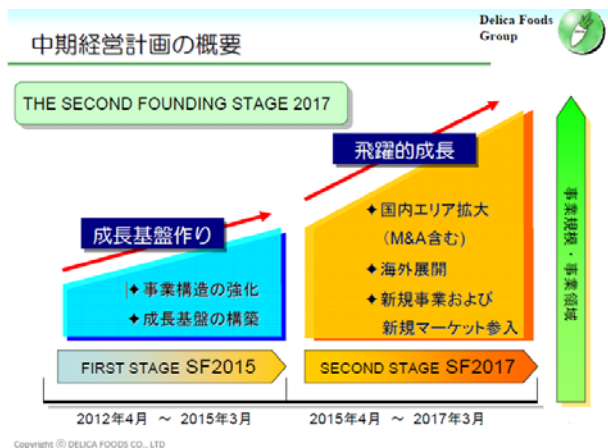 Delica Foods
Group
中期経営計画の概要
THE SECOND FOUNDING STAGE 2017
飛躍的成長
成長基盤作り
✦国内エリア拡大
（M&A含む）
✦海外展開
✦新規事業および
新規マーケット参入
✦事業構造の強化
✦成長基盤の構築
事業規模・事業領域
FIRST STAGE SF2015
SECOND STAGE SF2017
2012年4月 ～ 2015年3月
2015年4月 ～ 2017年3月
Copyright © DELICA FOODS CO., LTD